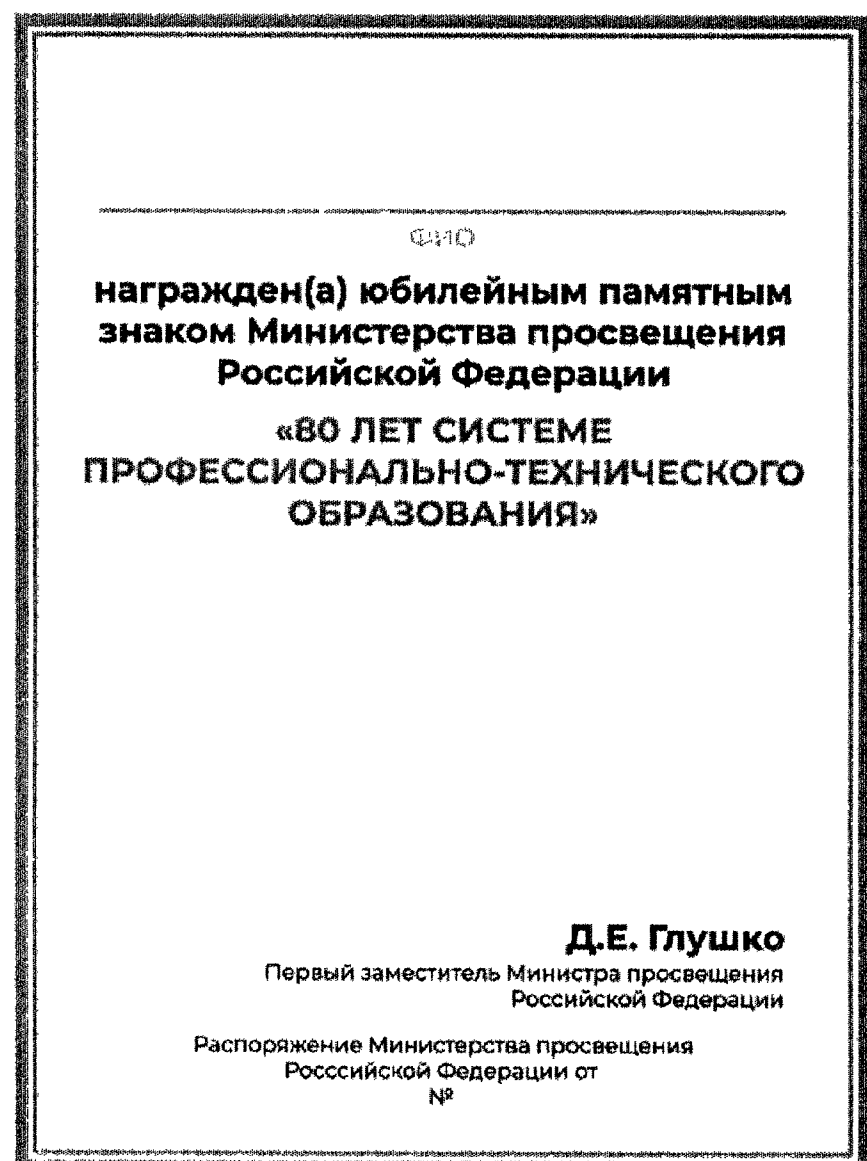 ФИО
награжден(а) юбилейным памятным
знаком Министерства просвещения
Российской Федерации
«80 ЛЕТ СИСТЕМЕ
ПРОФЕССИОНАЛЬНО-ТЕХНИЧЕСКОГО
ОБРАЗОВАНИЯ»
Д.Е. Глушко
Первый заместитель Министра просвещения
Российской Федерации
Распоряжение Министерства просвещения
Росссийской Федерации от
№